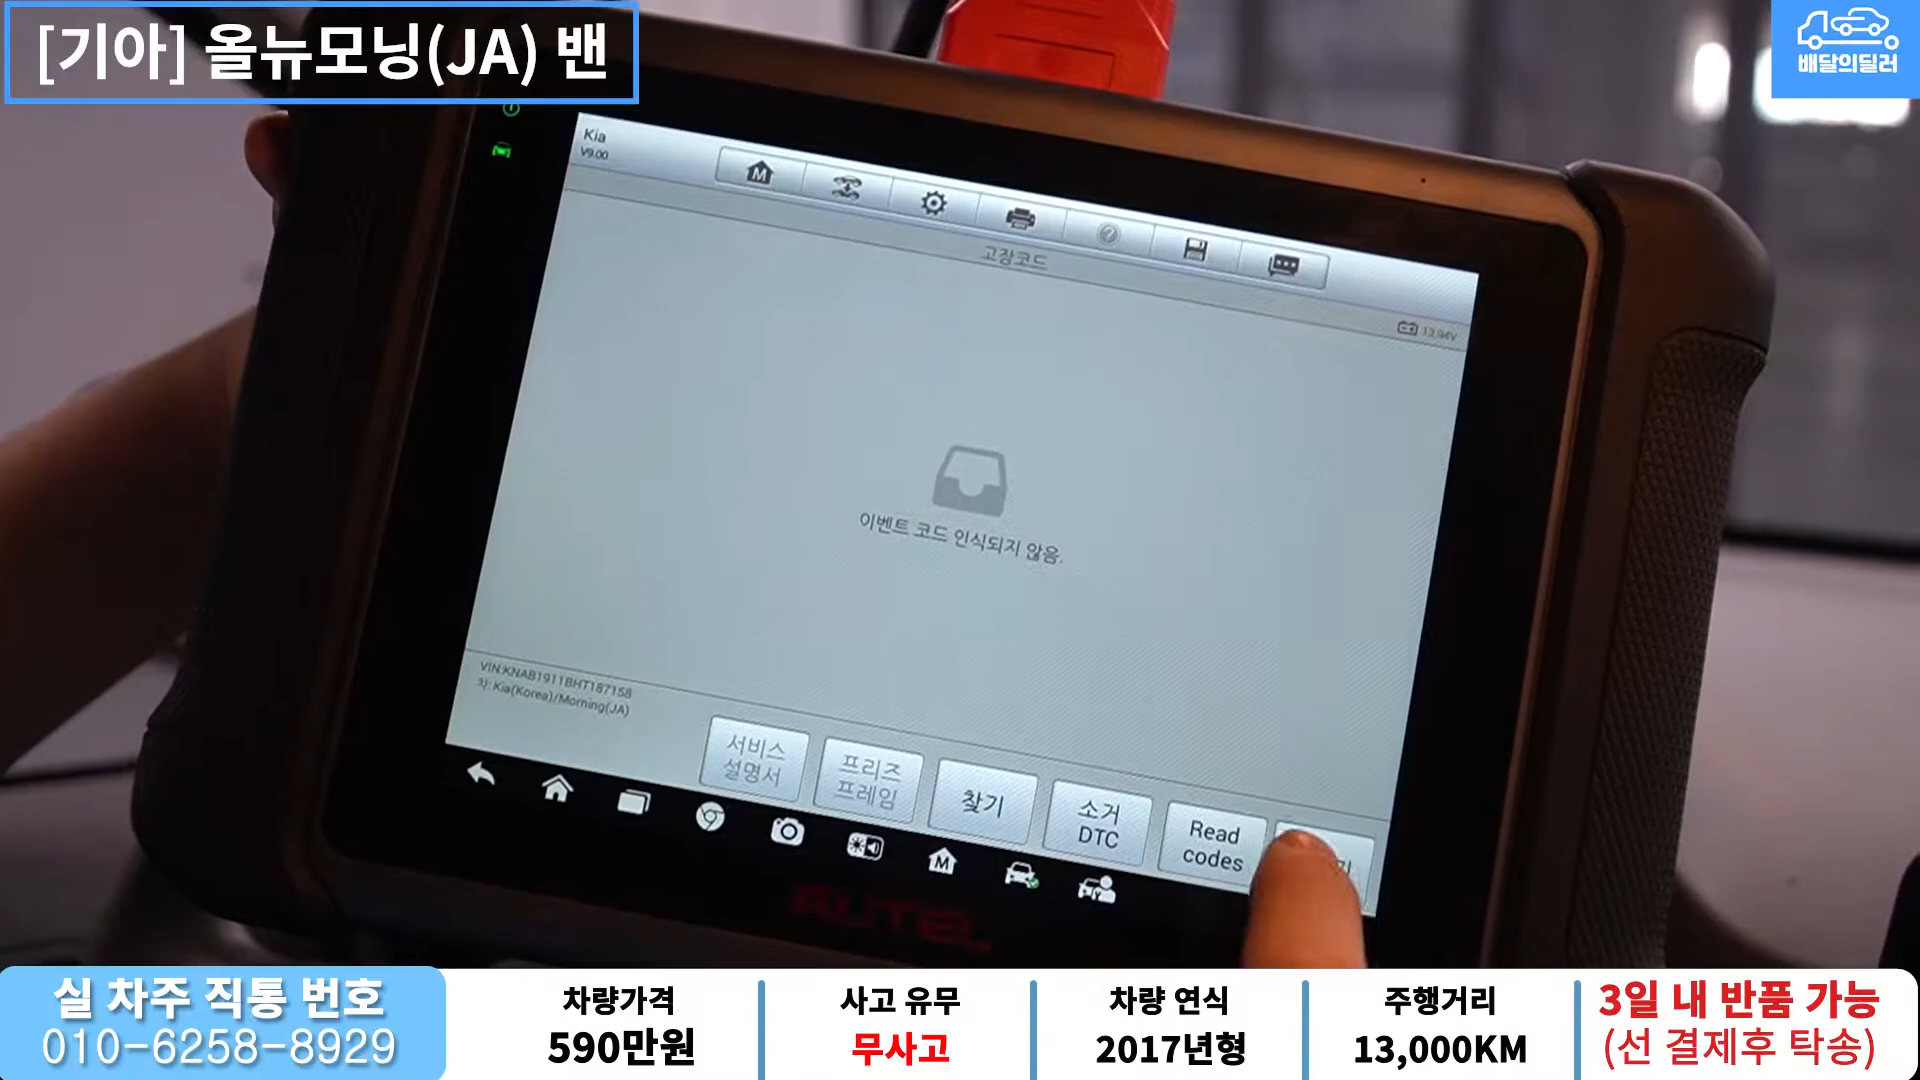 [기아] 올뉴모닝(JA) 밴
배달의딜러
Kia
V9.00
고장코드
13.94V
이벤트 코드 인식되지 않음.
VIN:KNAB1911BHT187158
차: Kia(Korea)/Morning(JA)
서비스
설명서
프리즈
프레임
찾기
소거
DTC
Read
codes
AUTEL
실 차주 직통 번호
010-6258-8929
차량가격
590만원
사고 유무
무사고
차량 연식
2017년형
주행거리
13,000KM
3일 내 반품 가능
(선 결제후 탁송)